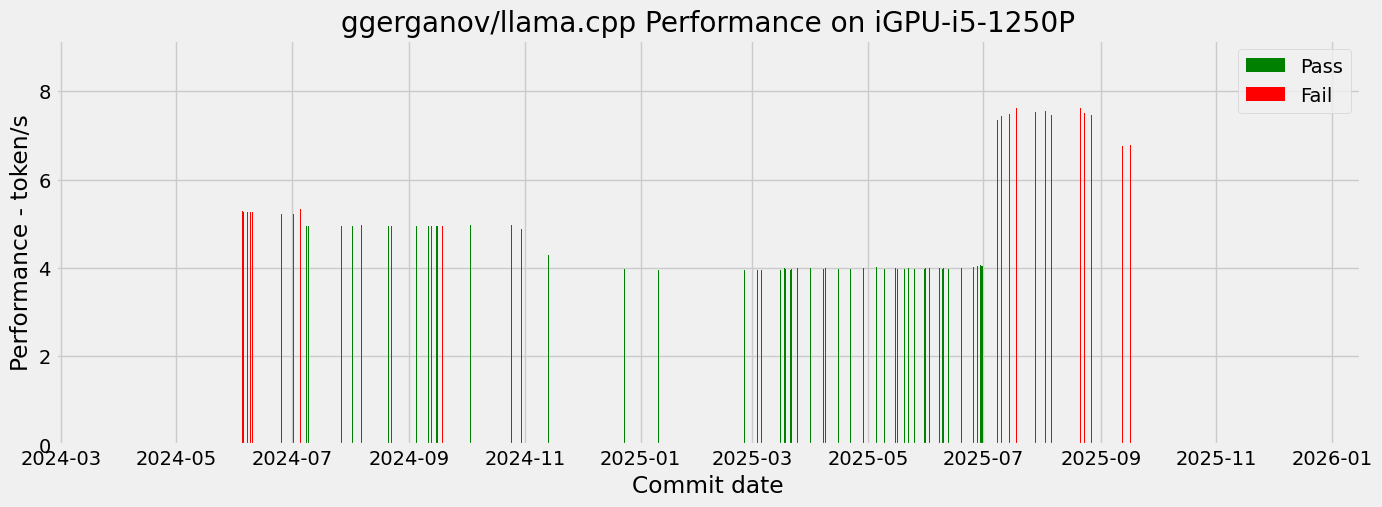 ggerganov/llama.cpp Performance on iGPU-i5-1250P
Pass
Fail
Performance - token/s
8
6
4
2
0
2024-03 2024-05 2024-07 2024-09 2024-11 2025-01 2025-03 2025-05 2025-07 2025-09 2025-11 2026-01
Commit date